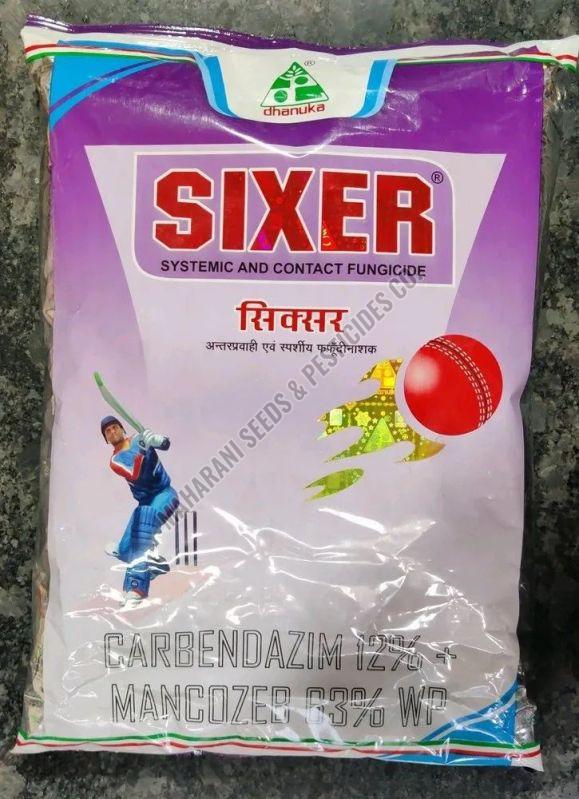 ®
dhanuka
SIXER®
SYSTEMIC AND CONTACT FUNGICIDE
सिक्सर
अन्तरप्रवाही एवं स्पर्शीय फफूँदीनाशक
MAHARANI SEEDS & PESTICIDES CO.
CARBENDAZIM 12% +
MANCOZEB 63% WP